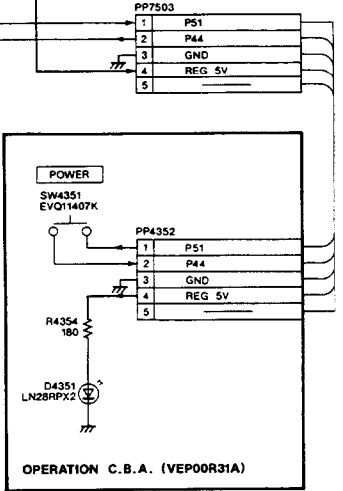 PP7503
1 P51
2 P44
3 GND
4 REG 5V
5
POWER
SW4351
EVQ11407K
PP4352
1 P51
2 P44
3 GND
4 REG 5V
5
R4354
180
D4351
LN28RPX2
OPERATION C.B.A. (VEP00R31A)